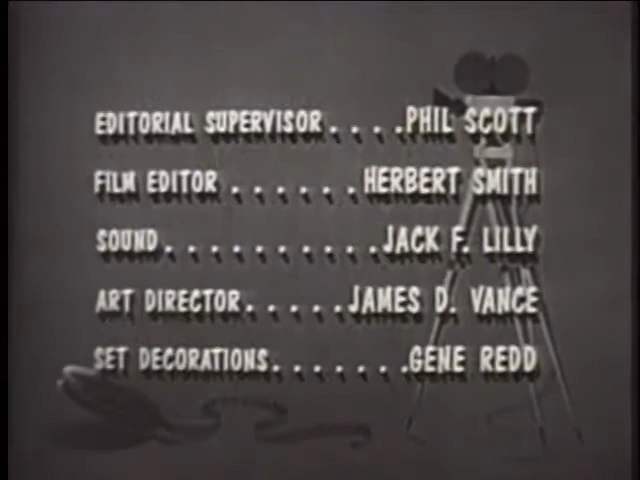 EDITORIAL SUPERVISOR....PHIL SCOTT
FILM EDITOR......HERBERT SMITH
SOUND..........JACK F. LILLY
ART DIRECTOR.....JAMES D. VANCE
SET DECORATIONS.......GENE REDD